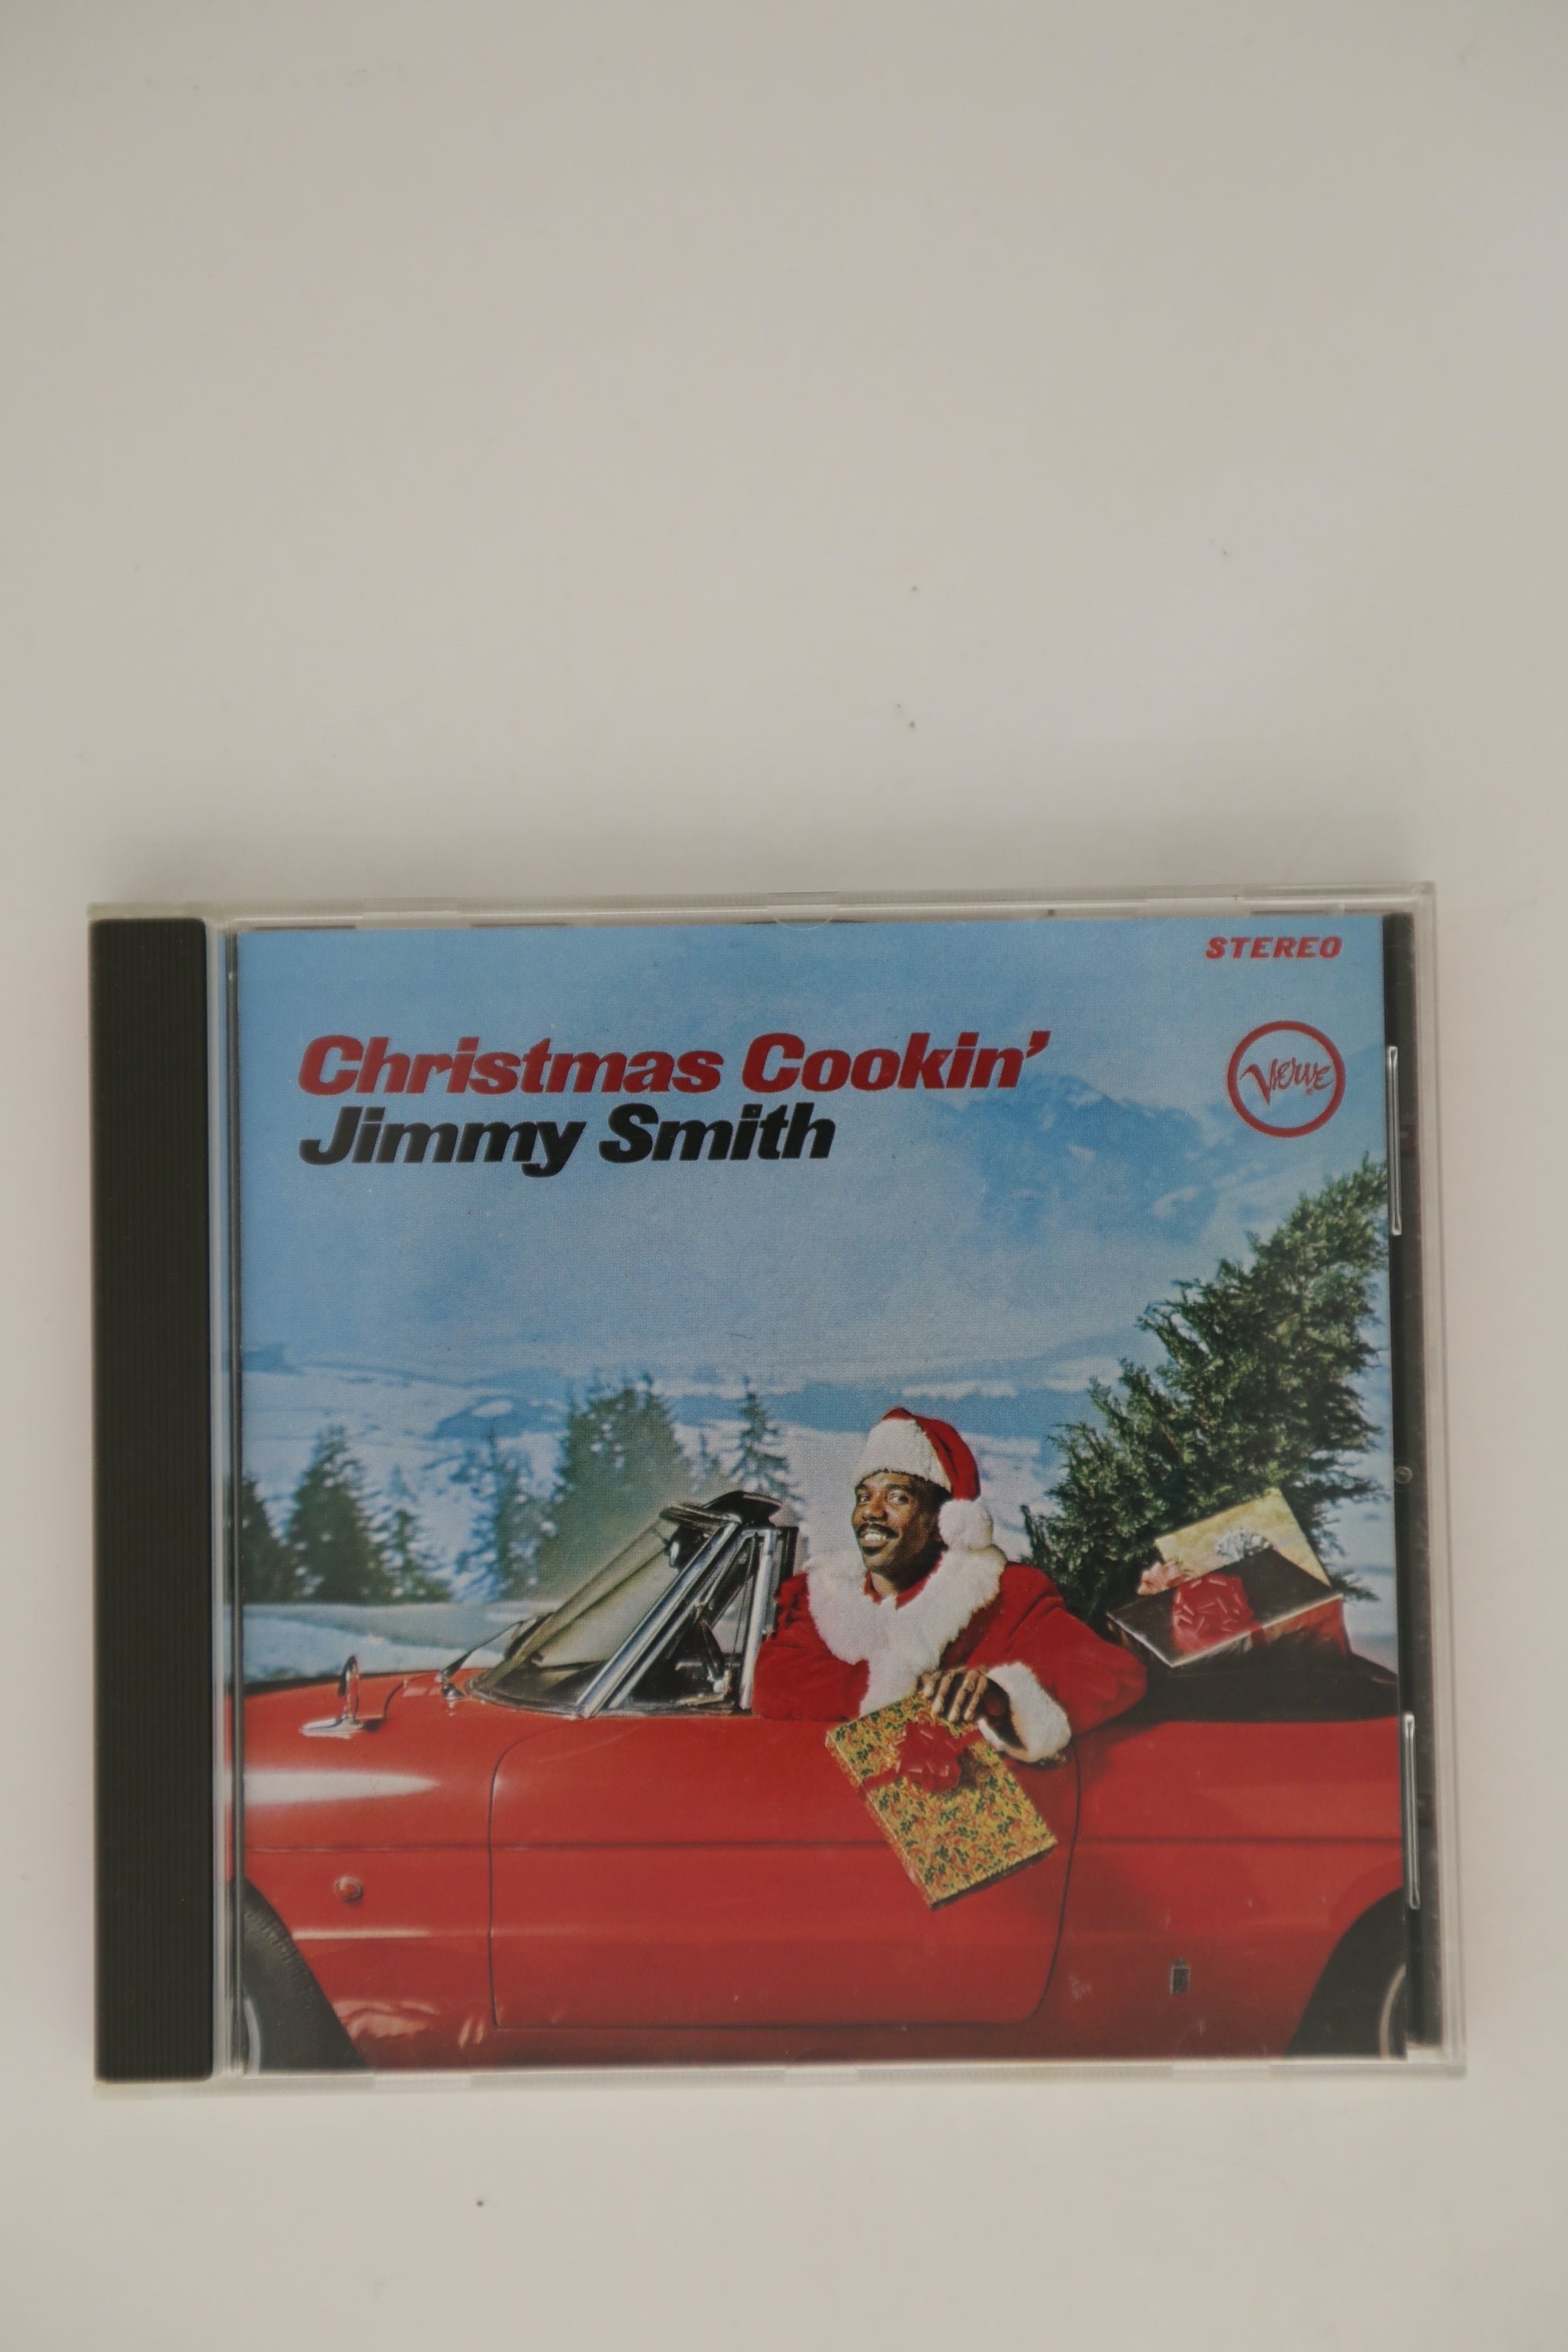 STEREO
Christmas Cookin'
Verve
Jimmy Smith